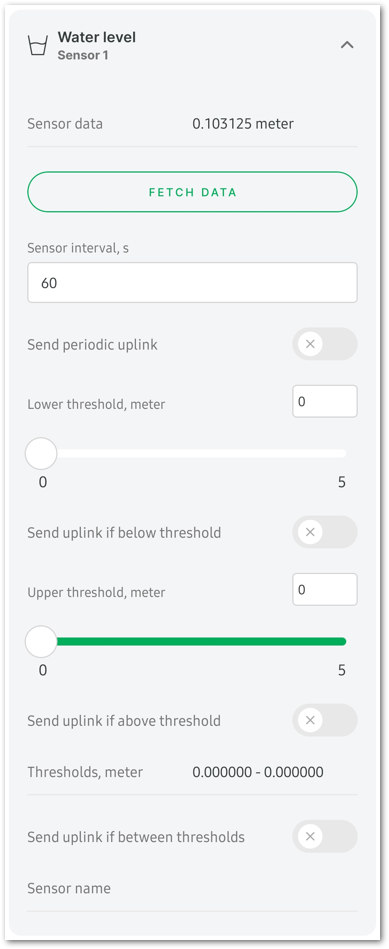 Water level
Sensor 1
Sensor data 0.103125 meter
FETCH DATA
Sensor interval, s
60
Send periodic uplink
Lower threshold, meter 0
0 5
Send uplink if below threshold
Upper threshold, meter 0
0 5
Send uplink if above threshold
Thresholds, meter 0.000000 - 0.000000
Send uplink if between thresholds
Sensor name